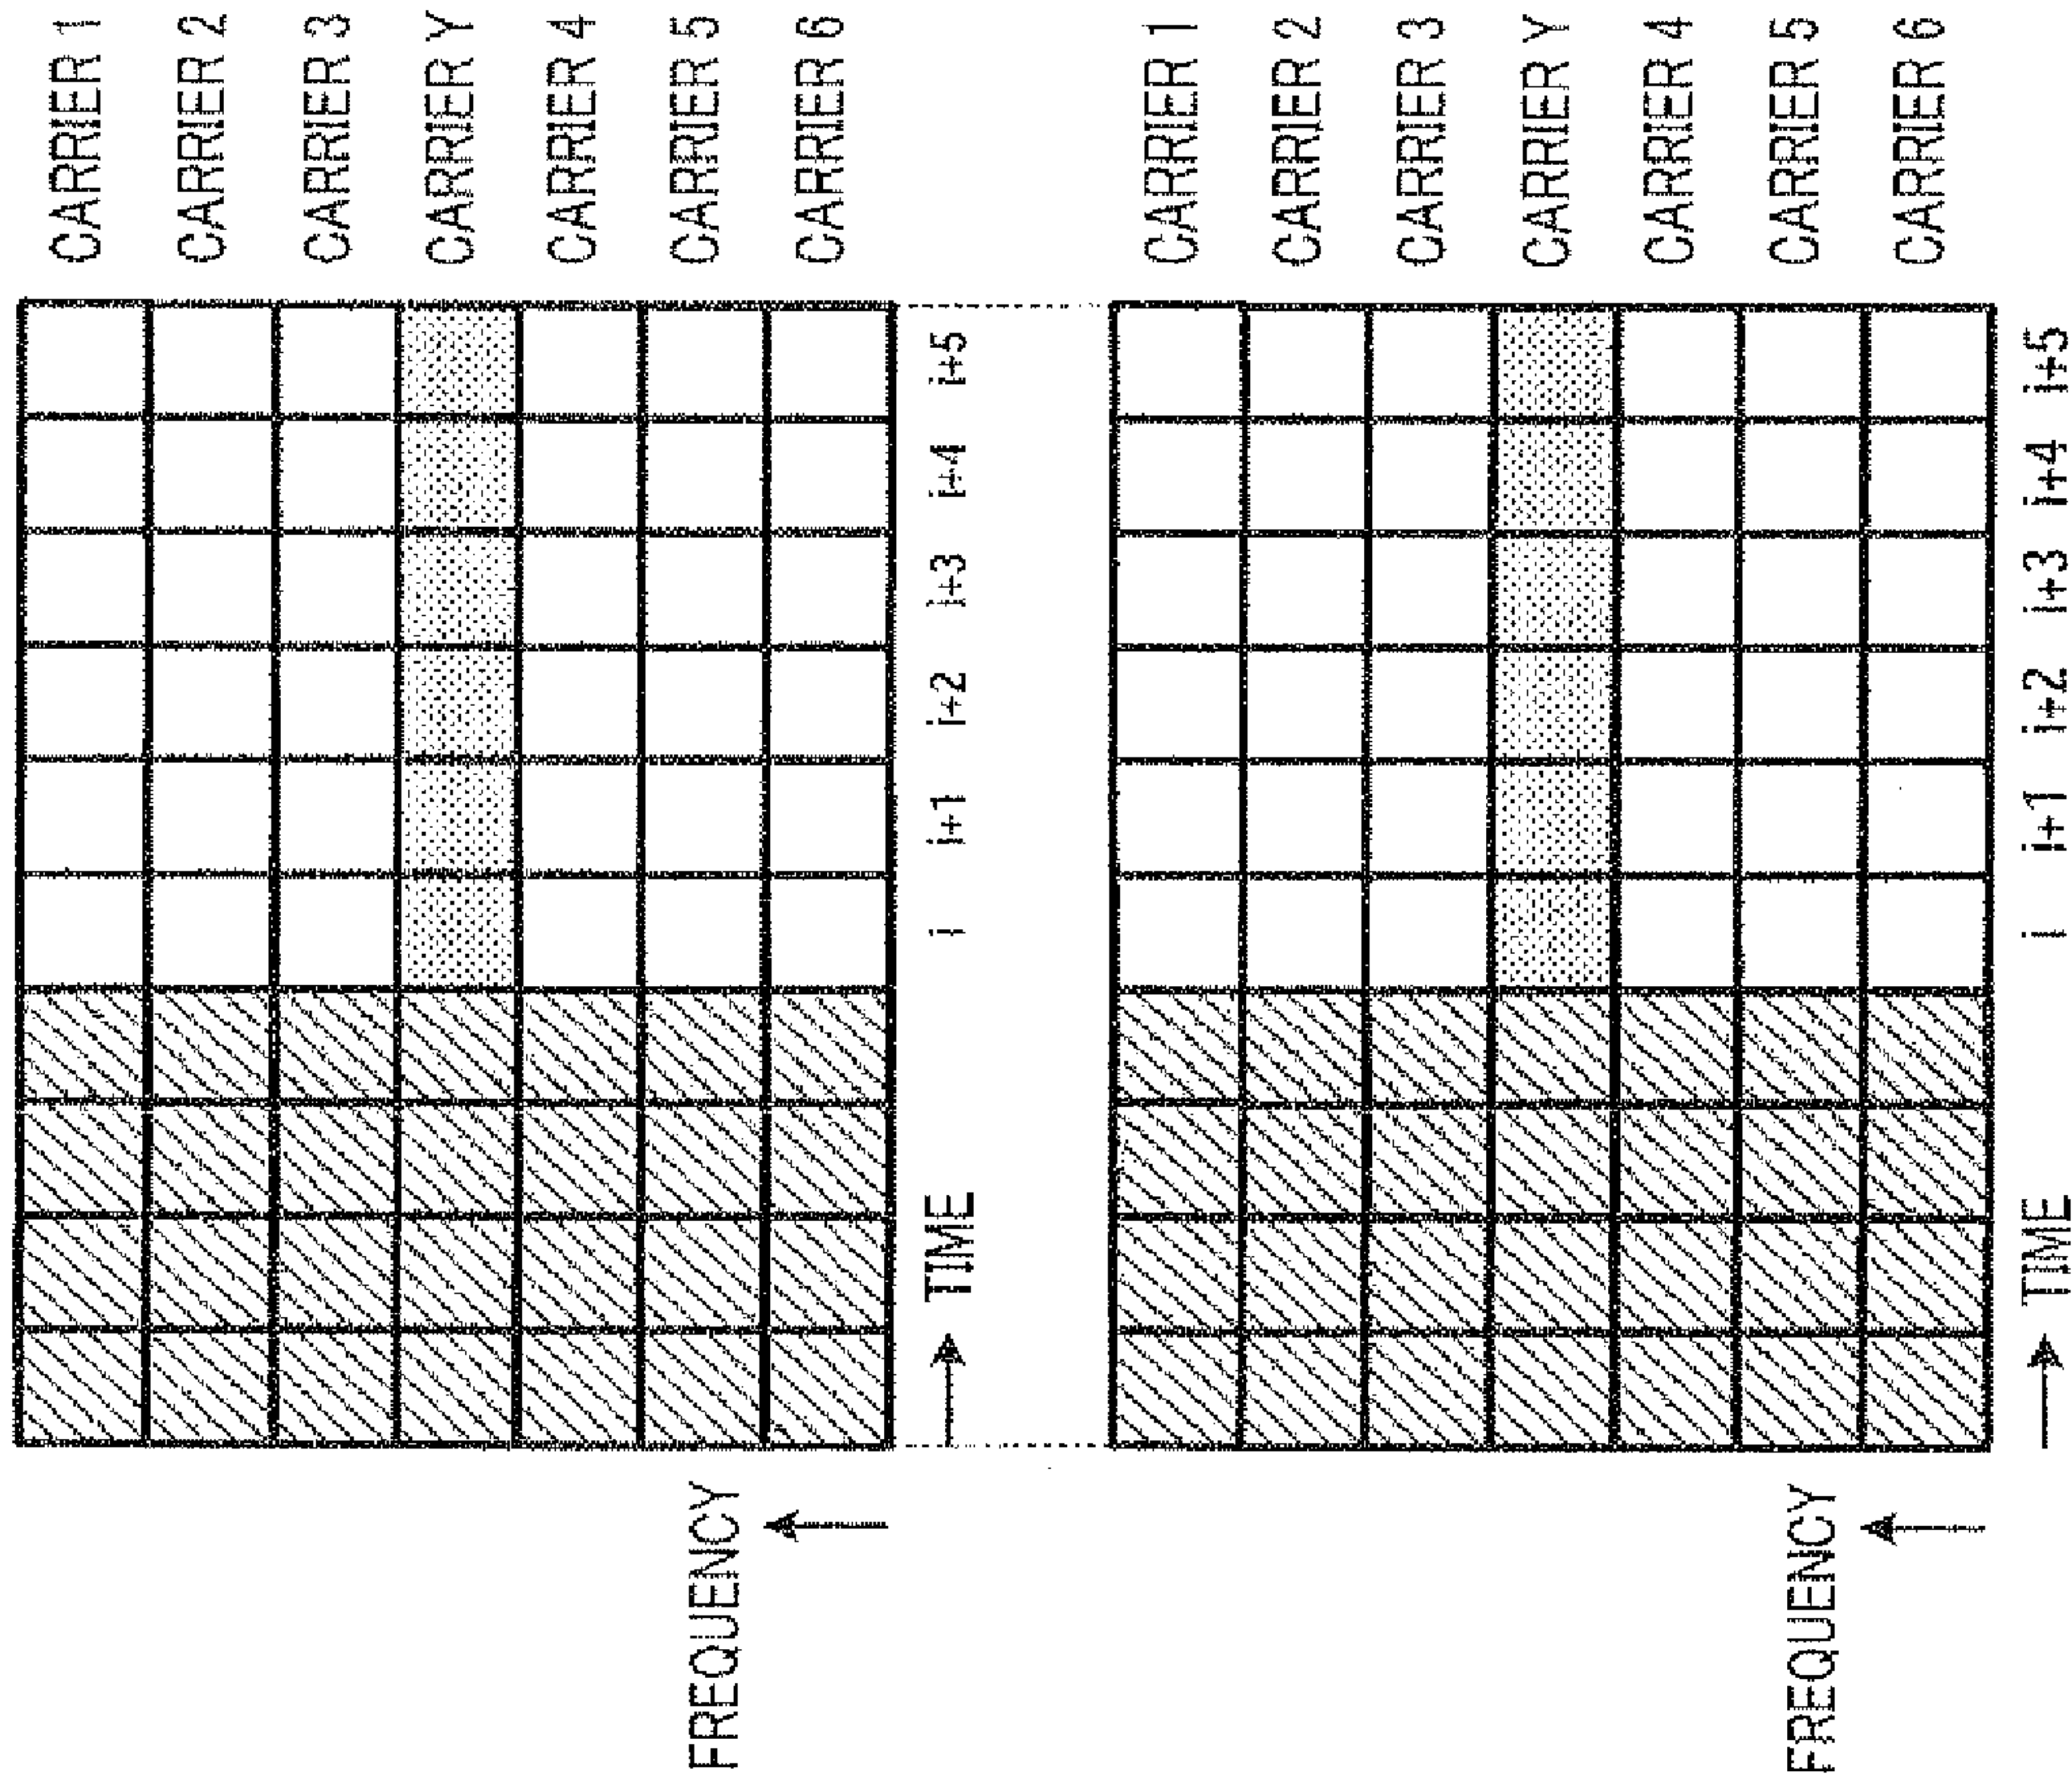 CARRIER 1
CARRIER 2
CARRIER 3
CARRIER Y
CARRIER 4
CARRIER 5
CARRIER 6
FREQUENCY
TIME
i i+1 i+2 i+3 i+4 i+5
CARRIER 1
CARRIER 2
CARRIER 3
CARRIER Y
CARRIER 4
CARRIER 5
CARRIER 6
FREQUENCY
TIME
i i+1 i+2 i+3 i+4 i+5